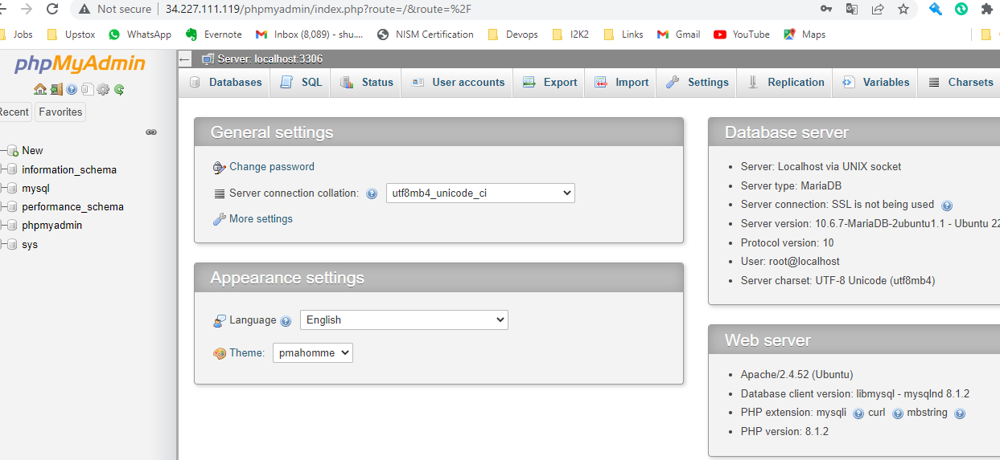 Not secure | 34.227.111.119/phpmyadmin/index.php?route=/&route=%2F
Jobs Upstox WhatsApp Evernote Inbox (8,089) - shu.... NISM Certification Devops I2K2 Links Gmail YouTube Maps
phpMyAdmin
Recent Favorites
New
information_schema
mysql
performance_schema
phpmyadmin
sys
Server: localhost:3306
Databases SQL Status User accounts Export Import Settings Replication Variables Charsets
General settings
Change password
Server connection collation: utf8mb4_unicode_ci
More settings
Appearance settings
Language English
Theme: pmahomme
Database server
Server: Localhost via UNIX socket
Server type: MariaDB
Server connection: SSL is not being used
Server version: 10.6.7-MariaDB-2ubuntu1.1 - Ubuntu 22
Protocol version: 10
User: root@localhost
Server charset: UTF-8 Unicode (utf8mb4)
Web server
Apache/2.4.52 (Ubuntu)
Database client version: libmysql - mysqlnd 8.1.2
PHP extension: mysqli curl mbstring
PHP version: 8.1.2